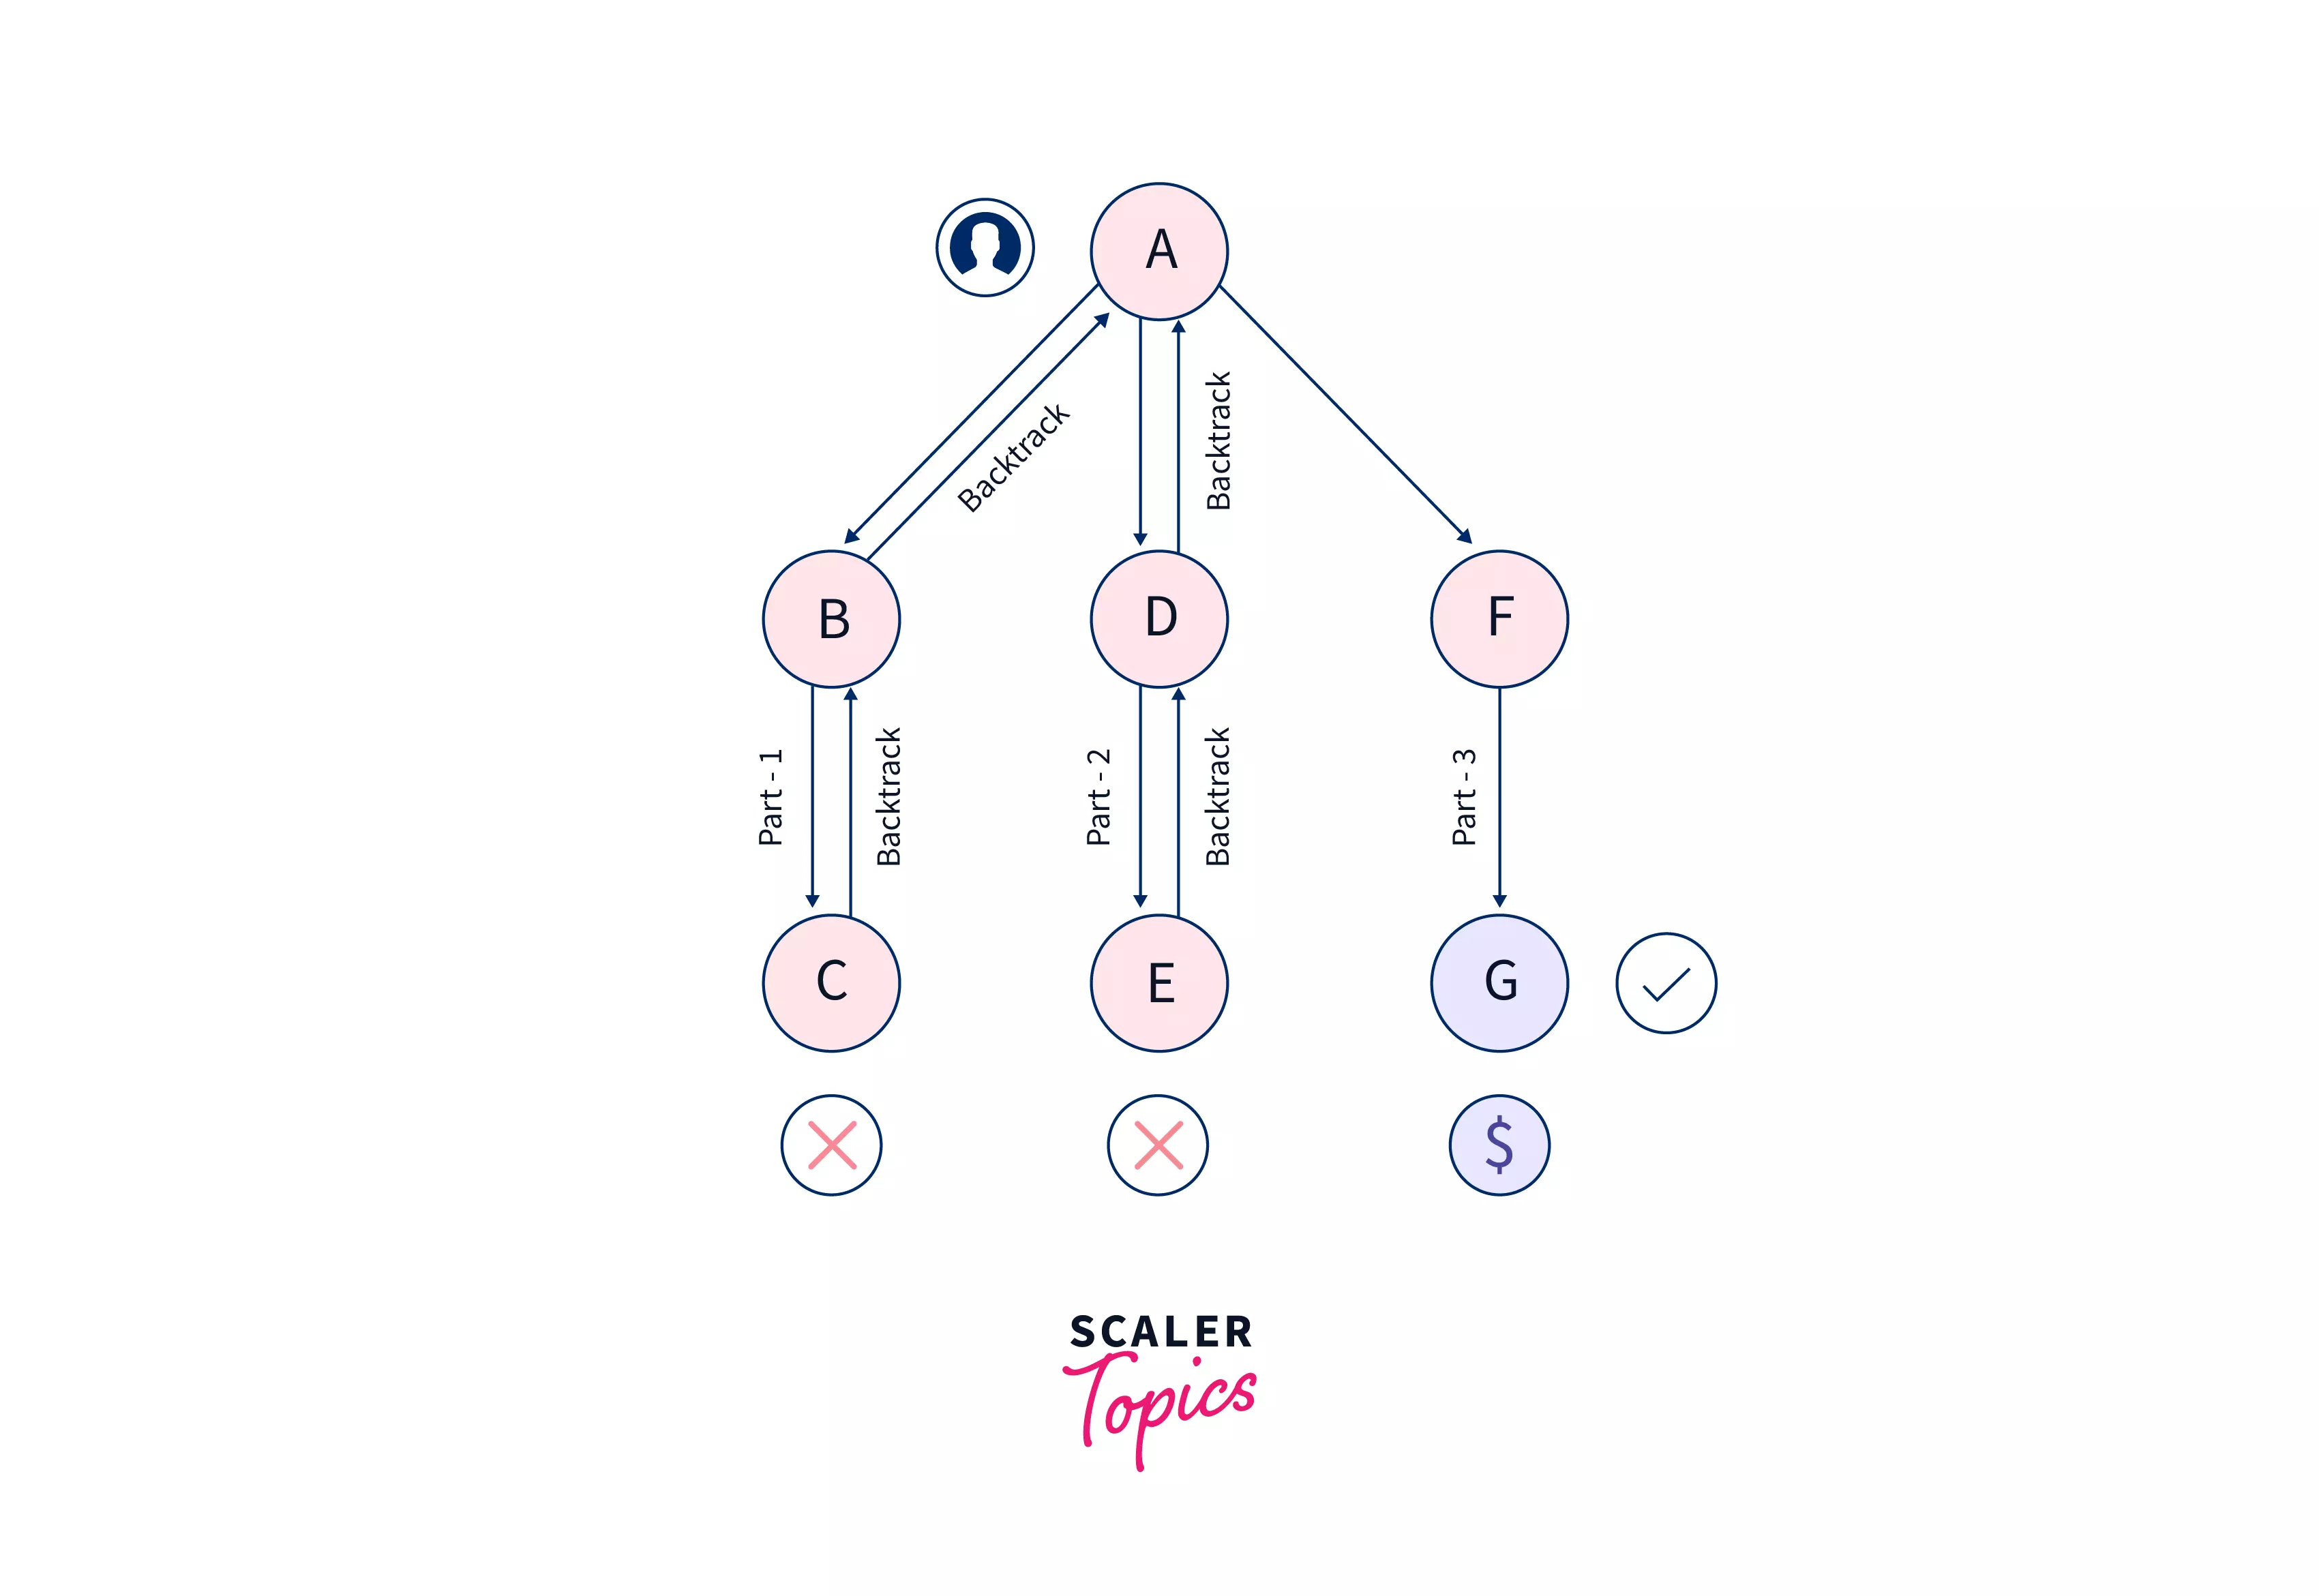 A
Backtrack
Backtrack
B
D
F
Part - 1
Backtrack
Part - 2
Backtrack
Part - 3
C
E
G
$
SCALER
Topics